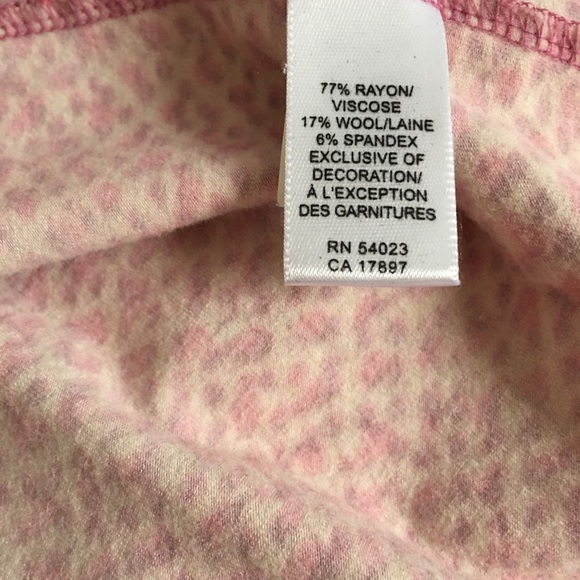 77% RAYON/
VISCOSE
17% WOOL/LAINE
6% SPANDEX
EXCLUSIVE OF
DECORATION/
À L'EXCEPTION
DES GARNITURES
RN 54023
CA 17897